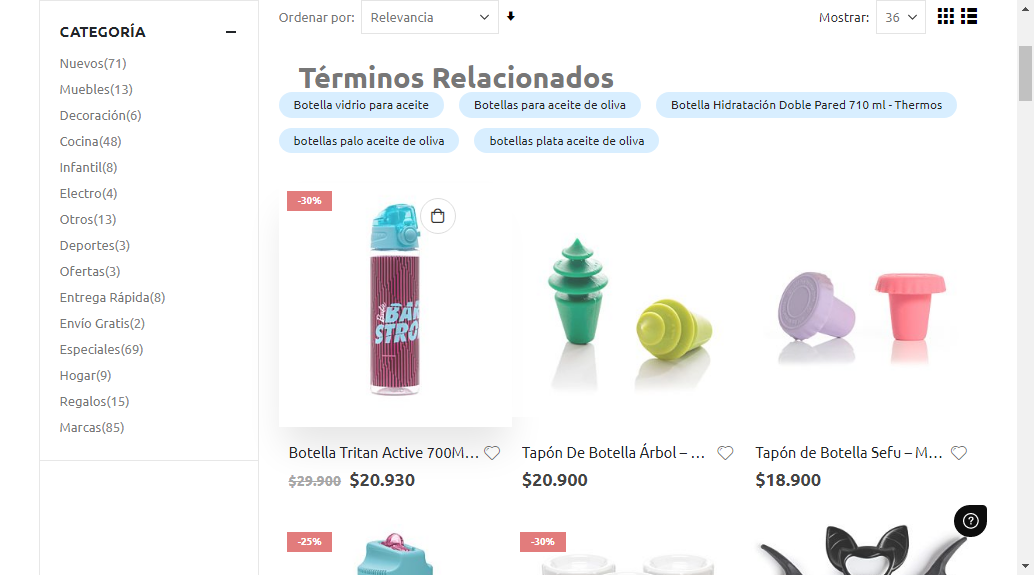 CATEGORÍA
Nuevos(71)
Muebles(13)
Decoración(6)
Cocina(48)
Infantil(8)
Electro(4)
Otros(13)
Deportes(3)
Ofertas(3)
Entrega Rápida(8)
Envío Gratis(2)
Especiales(69)
Hogar(9)
Regalos(15)
Marcas(85)
Ordenar por: Relevancia
Mostrar: 36
Términos Relacionados
Botella vidrio para aceite
Botellas para aceite de oliva
Botella Hidratación Doble Pared 710 ml - Thermos
botellas palo aceite de oliva
botellas plata aceite de oliva
-30%
Botella Tritan Active 700M...
$29.900 $20.930
Tapón De Botella Árbol – ...
$20.900
Tapón de Botella Sefu – M...
$18.900
-25%
-30%